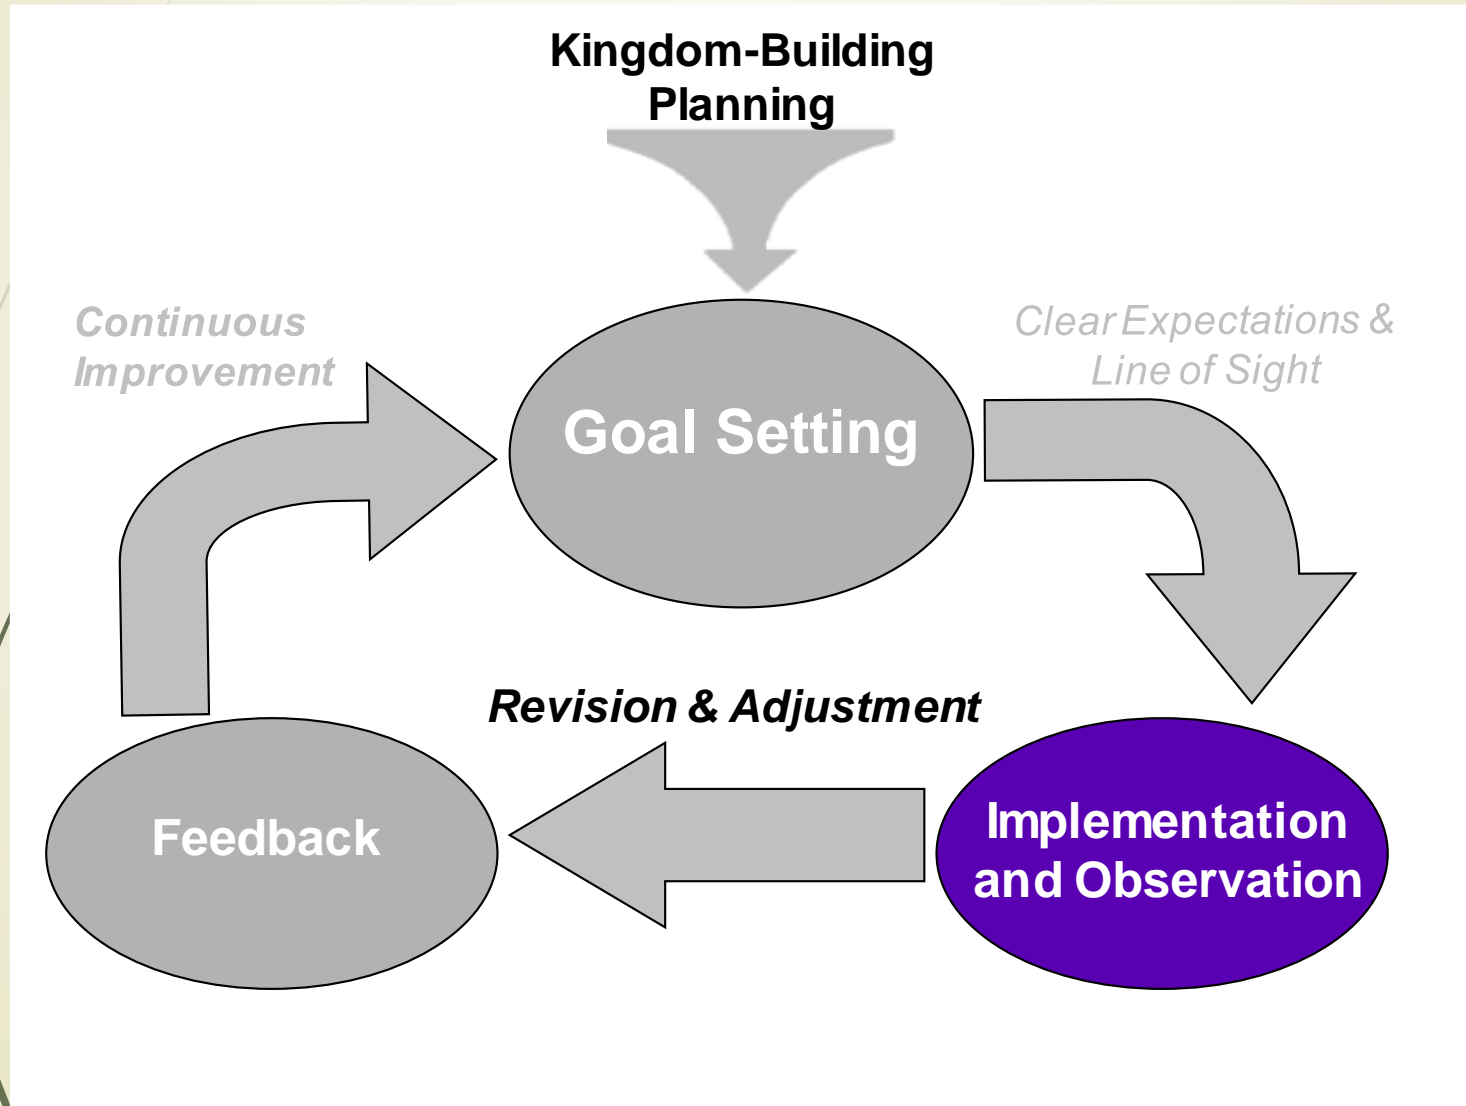 Kingdom-Building
Planning
Continuous
Improvement
Clear Expectations &
Line of Sight
Goal Setting
Revision & Adjustment
Feedback
Implementation
and Observation